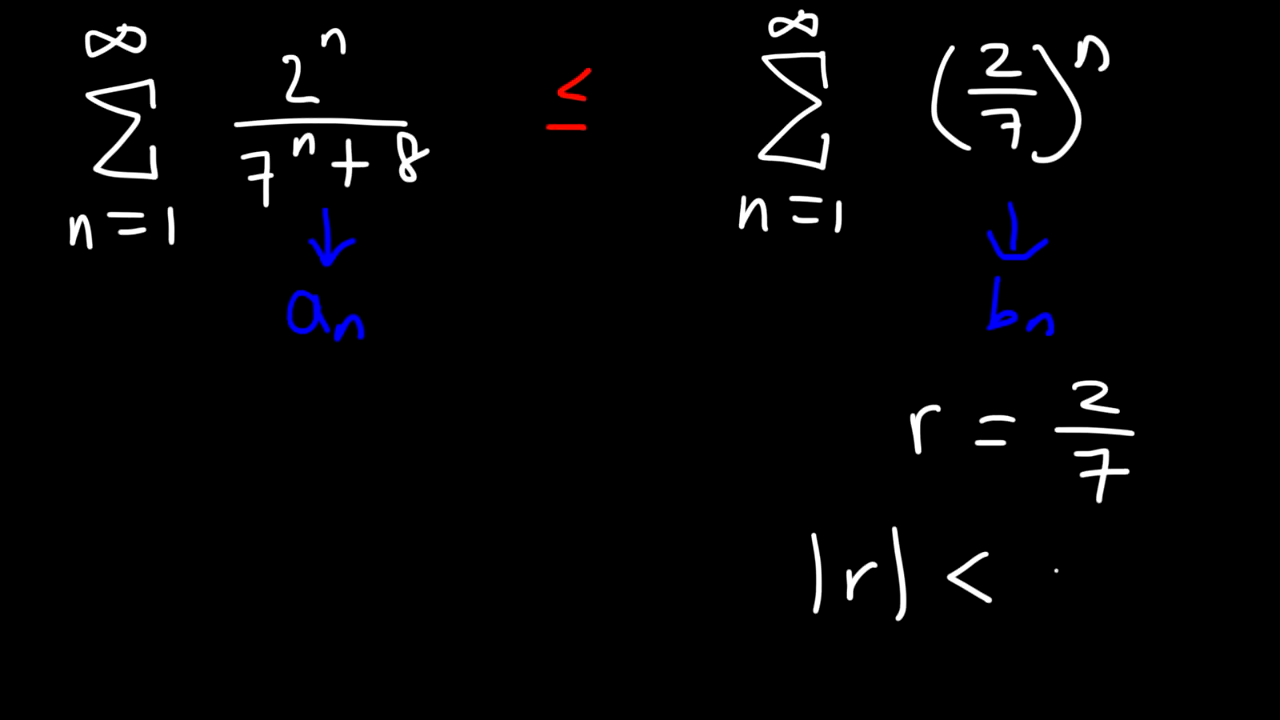 ∞ ∑ n=1 2^n / 7^n + 8 ≤ ∞ ∑ n=1 (2/7)^n
↓ a_n ↓ b_n
r = 2/7
|r| <